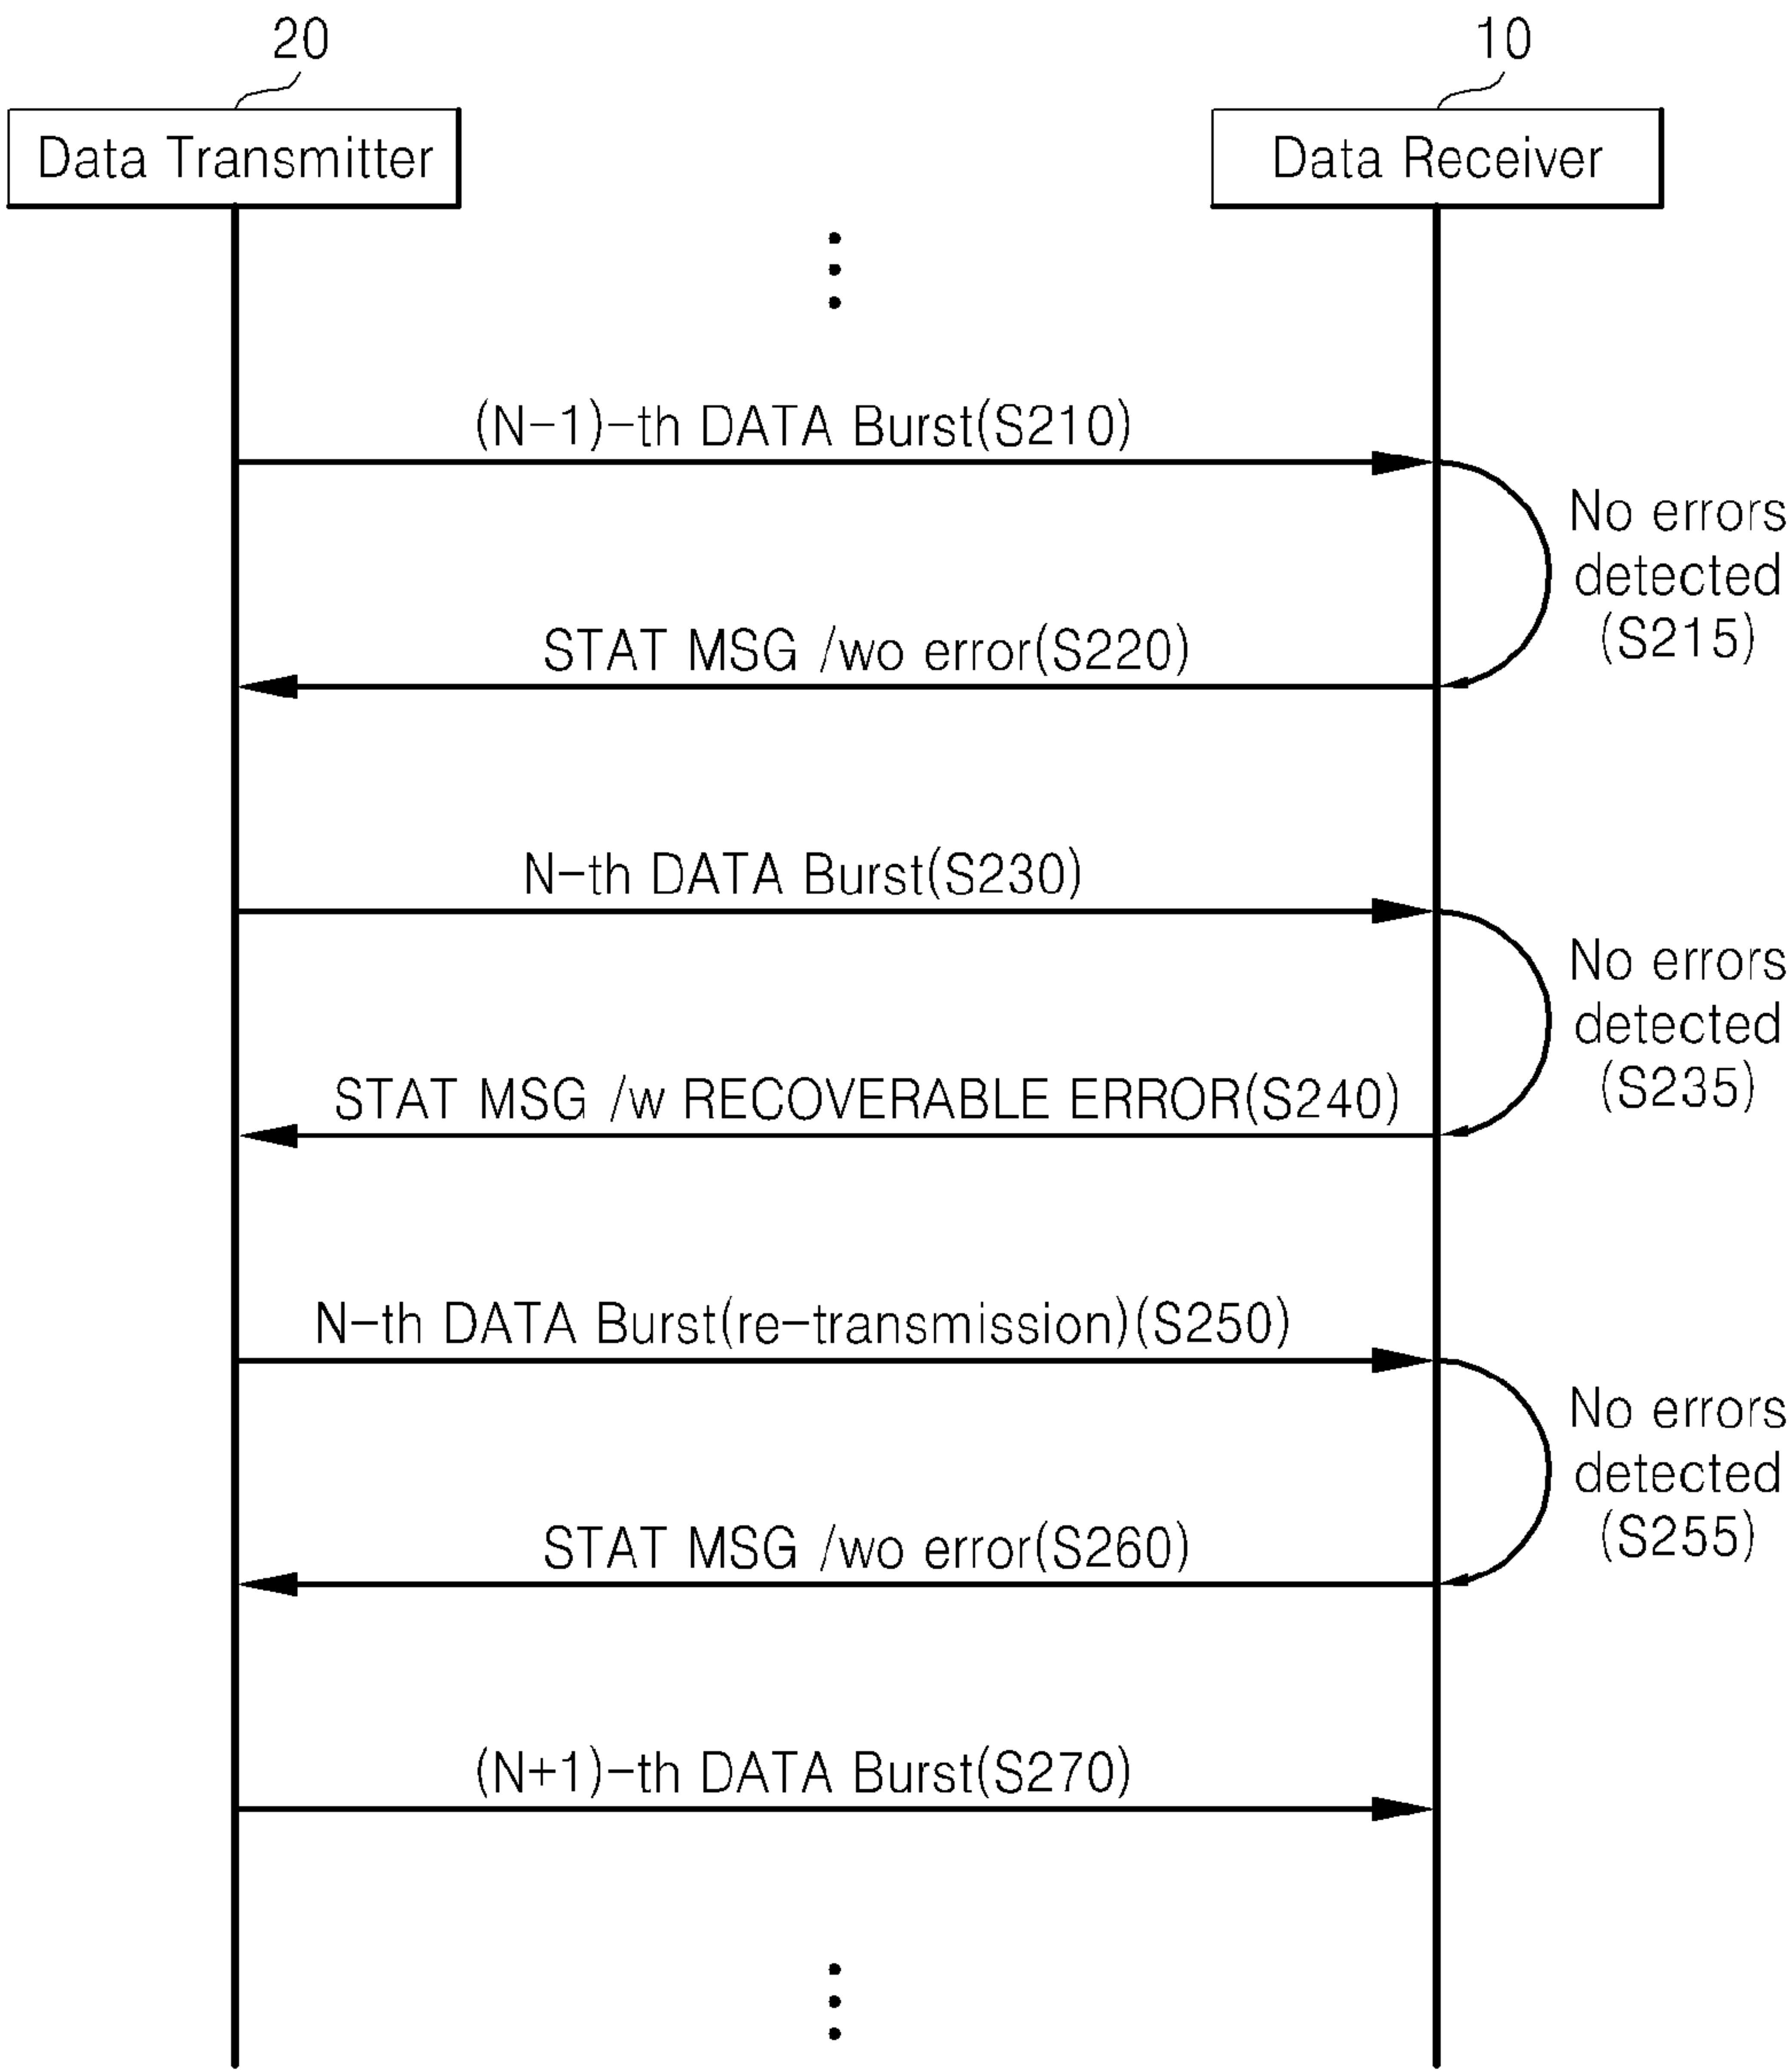 20
10
Data Transmitter
Data Receiver
(N-1)-th DATA Burst(S210)
No errors
detected
(S215)
STAT MSG /wo error(S220)
N-th DATA Burst(S230)
No errors
detected
(S235)
STAT MSG /w RECOVERABLE ERROR(S240)
N-th DATA Burst(re-transmission)(S250)
No errors
detected
(S255)
STAT MSG /wo error(S260)
(N+1)-th DATA Burst(S270)